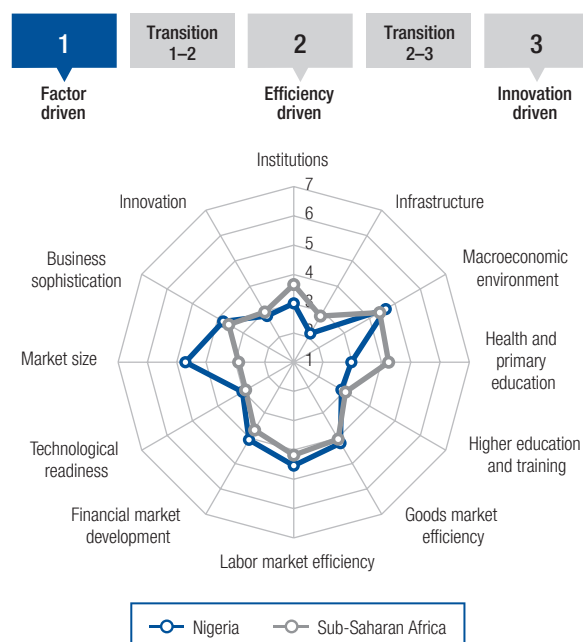 1
Transition
1–2
2
Transition
2–3
3
Factor
driven
Efficiency
driven
Innovation
driven
Institutions
7
Innovation
6
Infrastructure
5
Business
sophistication
4
Macroeconomic
environment
3
2
Market size
1
Health and
primary
education
Technological
readiness
Higher education
and training
Financial market
development
Goods market
efficiency
Labor market efficiency
Nigeria
Sub-Saharan Africa